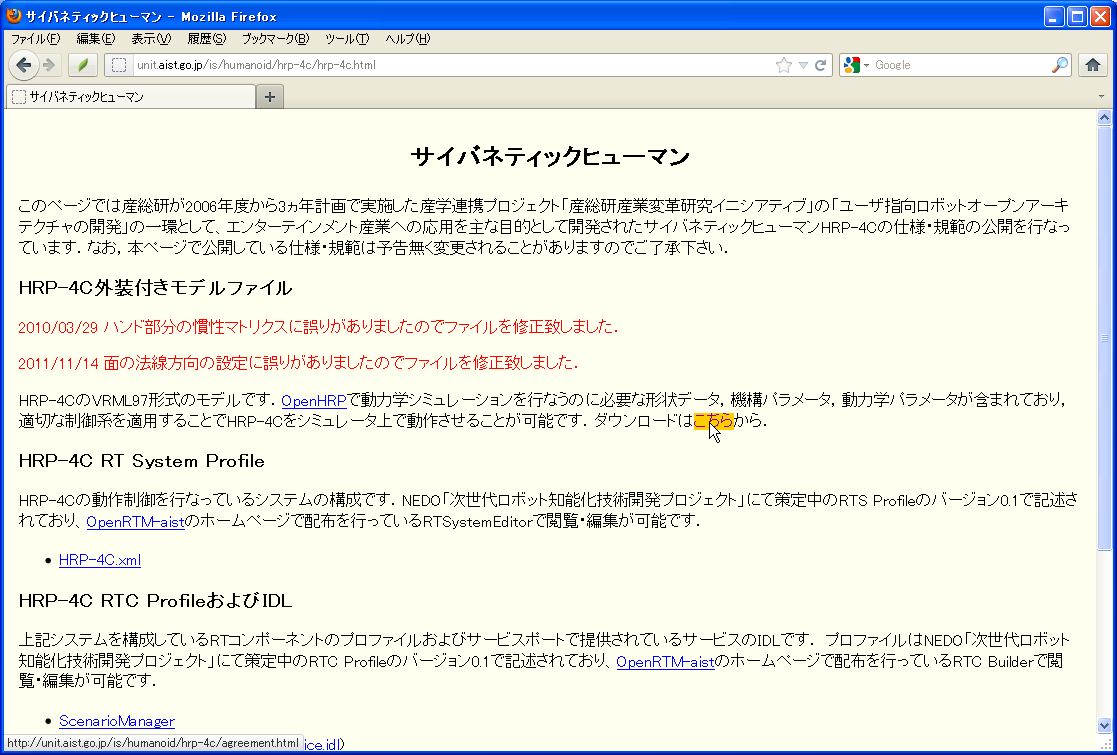 サイバネティックヒューマン - Mozilla Firefox
ファイル(F) 編集(E) 表示(V) 履歴(S) ブックマーク(B) ツール(T) ヘルプ(H)
unit.aist.go.jp/is/humanoid/hrp-4c/hrp-4c.html
Google
サイバネティックヒューマン
サイバネティックヒューマン
このページでは産総研が2006年度から3ヵ年計画で実施した産学連携プロジェクト「産総研産業変革研究イニシアティブ」の「ユーザ指向ロボットオープンアーキ
テクチャの開発」の一環として、エンターテインメント産業への応用を主な目的として開発されたサイバネティックヒューマンHRP-4Cの仕様・規範の公開を行なっ
ています. なお, 本ページで公開している仕様・規範は予告無く変更されることがありますのでご了承下さい.
HRP-4C外装付きモデルファイル
2010/03/29 ハンド部分の慣性マトリクスに誤りがありましたのでファイルを修正致しました.
2011/11/14 面の法線方向の設定に誤りがありましたのでファイルを修正致しました.
HRP-4CのVRML97形式のモデルです. OpenHRPで動力学シミュレーションを行なうのに必要な形状データ, 機構パラメータ, 動力学パラメータが含まれており,
適切な制御系を適用することでHRP-4Cをシミュレータ上で動作させることが可能です. ダウンロードはこちらから.
HRP-4C RT System Profile
HRP-4Cの動作制御を行なっているシステムの構成です. NEDO「次世代ロボット知能化技術開発プロジェクト」にて策定中のRTS Profileのバージョン0.1で記述さ
れており、OpenRTM-aistのホームページで配布を行っているRTSystemEditorで閲覧・編集が可能です.
• HRP-4C.xml
HRP-4C RTC ProfileおよびIDL
上記システムを構成しているRTコンポーネントのプロファイルおよびサービスポートで提供されているサービスのIDLです. プロファイルはNEDO「次世代ロボット
知能化技術開発プロジェクト」にて策定中のRTC Profileのバージョン0.1で記述されており、OpenRTM-aistのホームページで配布を行っているRTC Builderで閲
覧・編集が可能です.
• ScenarioManager
http://unit.aist.go.jp/is/humanoid/hrp-4c/agreement.html ice.idl)